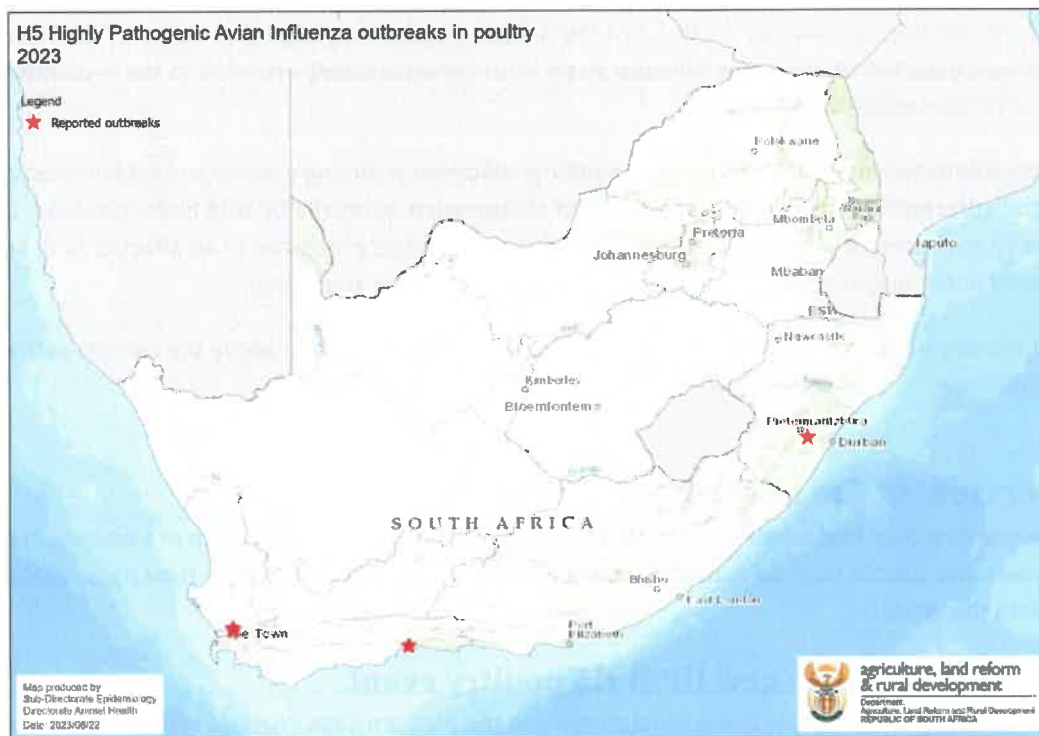 H5 Highly Pathogenic Avian Influenza outbreaks in poultry
2023
Legend
Reported outbreaks
Polokwane
Mbombela
Pretoria
Maputo
Johannesburg
Mbaban
ESW
Newcastle
Kimberley
Bloemfontein
Pietermaritzburg
Durban
SOUTH AFRICA
Bhisho
East London
Port
Elizabeth
Town
Map produced by
Sub-Directorate Epidemiology
Directorate Animal Health
Date: 2023/06/22
agriculture, land reform
& rural development
Department:
Agriculture, Land Reform and Rural Development
REPUBLIC OF SOUTH AFRICA